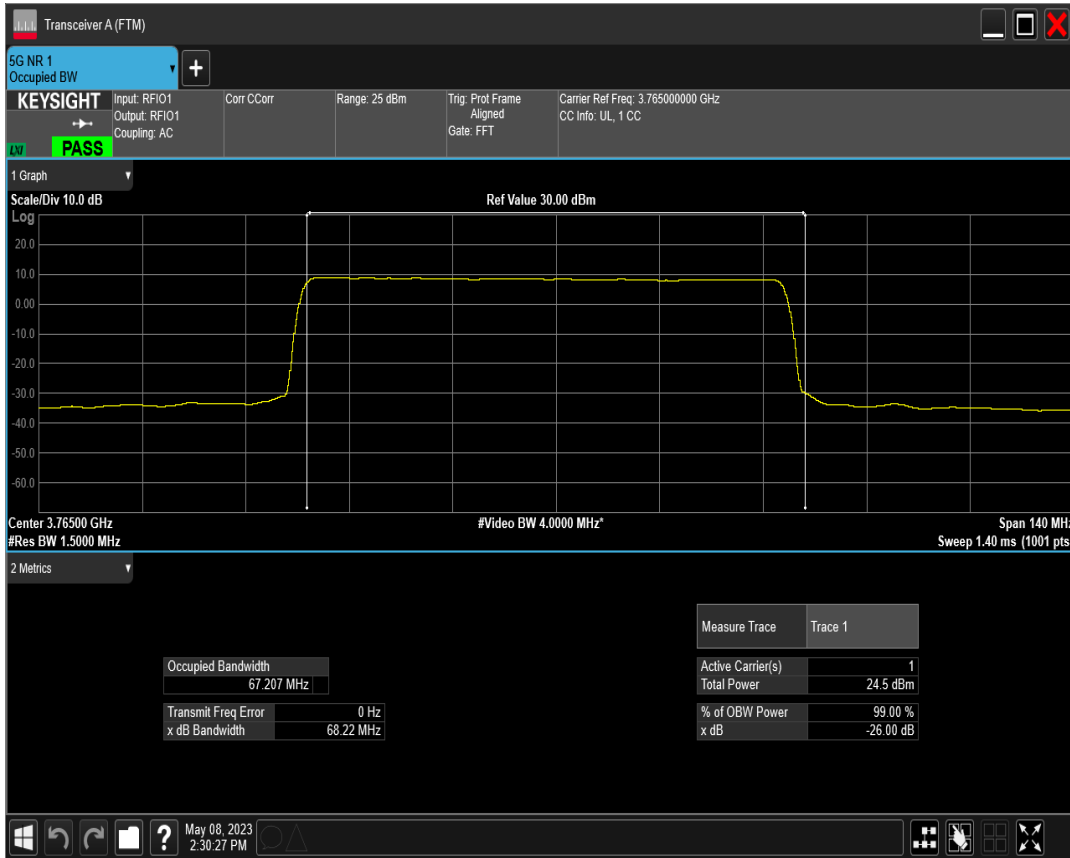 Transceiver A (FTM)
5G NR 1
Occupied BW
+
KEYSIGHT
LXI
PASS
Input: RFIO1
Output: RFIO1
Coupling: AC
Corr CCorr
Range: 25 dBm
Trig: Prot Frame
Aligned
Gate: FFT
Carrier Ref Freq: 3.765000000 GHz
CC Info: UL, 1 CC
1 Graph
Scale/Div 10.0 dB
Ref Value 30.00 dBm
Log
20.0
10.0
0.00
-10.0
-20.0
-30.0
-40.0
-50.0
-60.0
Center 3.76500 GHz
#Video BW 4.0000 MHz*
Span 140 MHz
#Res BW 1.5000 MHz
Sweep 1.40 ms (1001 pts
2 Metrics
Measure Trace Trace 1
Occupied Bandwidth
67.207 MHz
Active Carrier(s) 1
Total Power 24.5 dBm
Transmit Freq Error 0 Hz
x dB Bandwidth 68.22 MHz
% of OBW Power 99.00 %
x dB -26.00 dB
?
May 08, 2023
2:30:27 PM